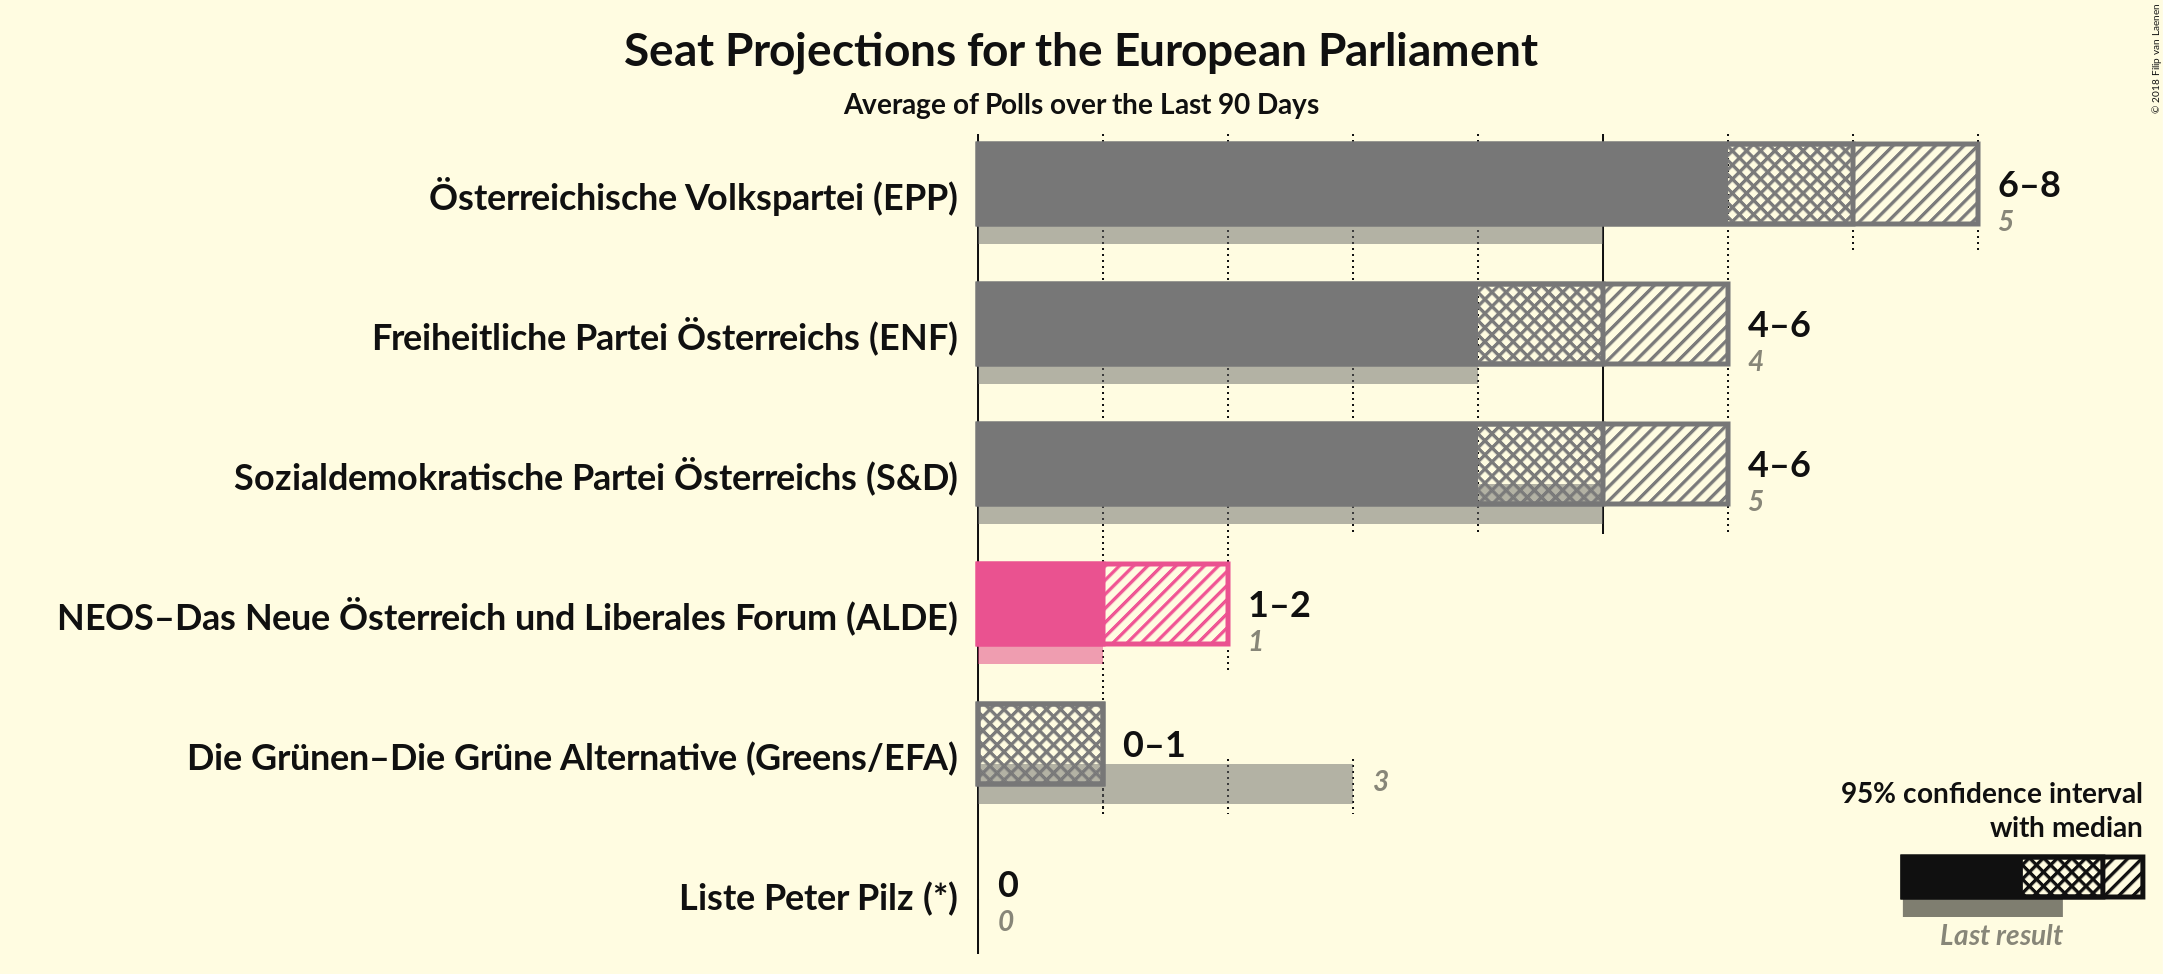 Seat Projections for the European Parliament
Average of Polls over the Last 90 Days
© 2018 Filip van Laenen
Österreichische Volkspartei (EPP)
6–8
5
Freiheitliche Partei Österreichs (ENF)
4–6
4
Sozialdemokratische Partei Österreichs (S&D)
4–6
5
NEOS–Das Neue Österreich und Liberales Forum (ALDE)
1–2
1
Die Grünen–Die Grüne Alternative (Greens/EFA)
0–1
3
Liste Peter Pilz (*)
0
0
95% confidence interval
with median
Last result